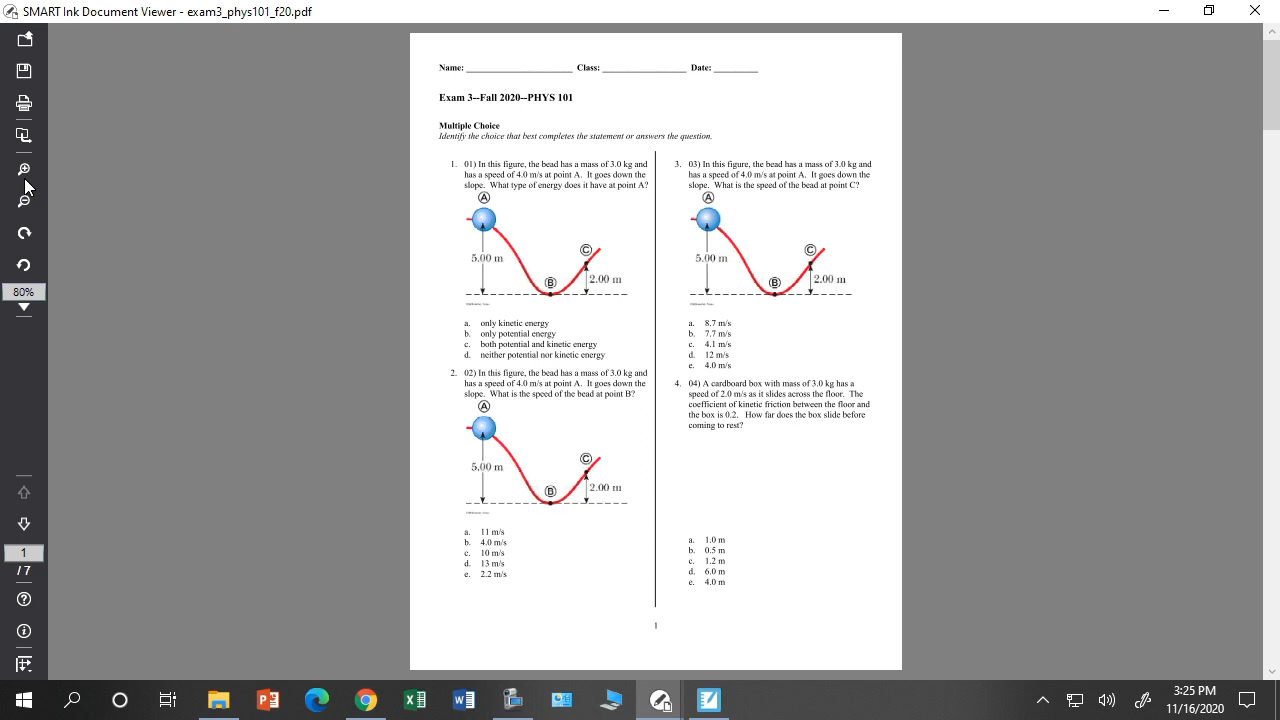 SMART Ink Document Viewer - exam3_phys101_f20.pdf
Name: ________________________ Class: ___________________ Date: __________
Exam 3--Fall 2020--PHYS 101
Multiple Choice
Identify the choice that best completes the statement or answers the question.
1. 01) In this figure, the bead has a mass of 3.0 kg and
has a speed of 4.0 m/s at point A. It goes down the
slope. What type of energy does it have at point A?
A
5.00 m
C
B
2.00 m
a. only kinetic energy
b. only potential energy
c. both potential and kinetic energy
d. neither potential nor kinetic energy
2. 02) In this figure, the bead has a mass of 3.0 kg and
has a speed of 4.0 m/s at point A. It goes down the
slope. What is the speed of the bead at point B?
A
5.00 m
C
B
2.00 m
a. 11 m/s
b. 4.0 m/s
c. 10 m/s
d. 13 m/s
e. 2.2 m/s
3. 03) In this figure, the bead has a mass of 3.0 kg and
has a speed of 4.0 m/s at point A. It goes down the
slope. What is the speed of the bead at point C?
A
5.00 m
C
B
2.00 m
a. 8.7 m/s
b. 7.7 m/s
c. 4.1 m/s
d. 12 m/s
e. 4.0 m/s
4. 04) A cardboard box with mass of 3.0 kg has a
speed of 2.0 m/s as it slides across the floor. The
coefficient of kinetic friction between the floor and
the box is 0.2. How far does the box slide before
coming to rest?
a. 1.0 m
b. 0.5 m
c. 1.2 m
d. 6.0 m
e. 4.0 m
1
80%
1
/ 7
3:25 PM
11/16/2020